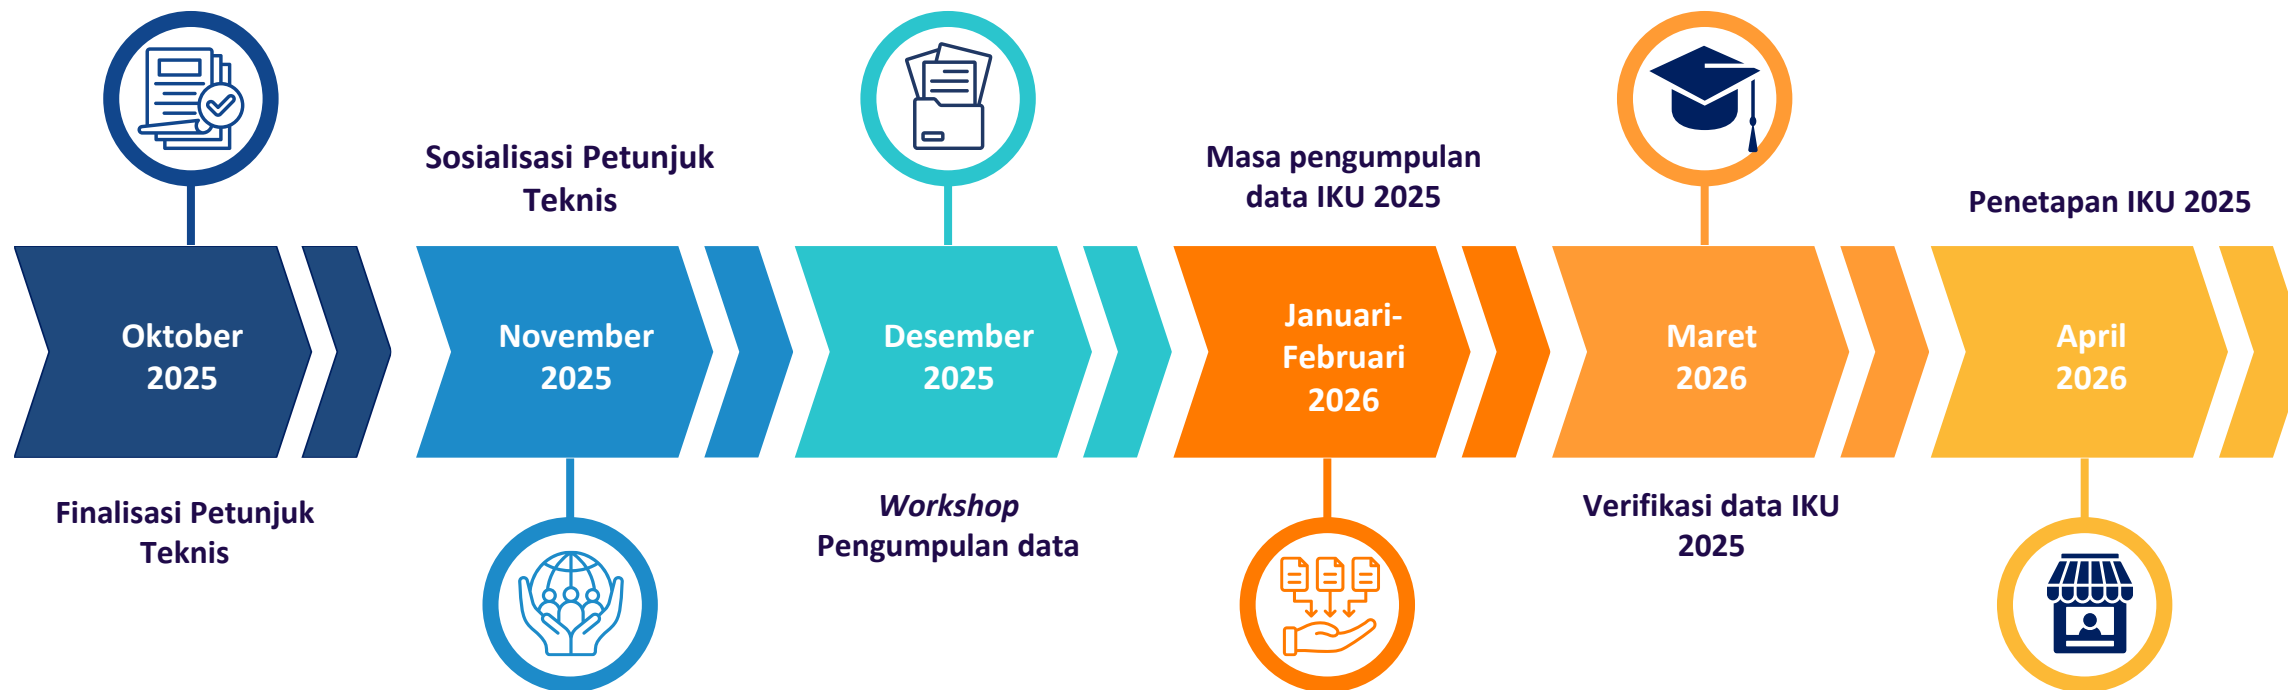 Oktober
2025
Finalisasi Petunjuk
Teknis
Sosialisasi Petunjuk
Teknis
November
2025
Desember
2025
Workshop
Pengumpulan data
Masa pengumpulan
data IKU 2025
Januari-
Februari
2026
Maret
2026
Verifikasi data IKU
2025
Penetapan IKU 2025
April
2026